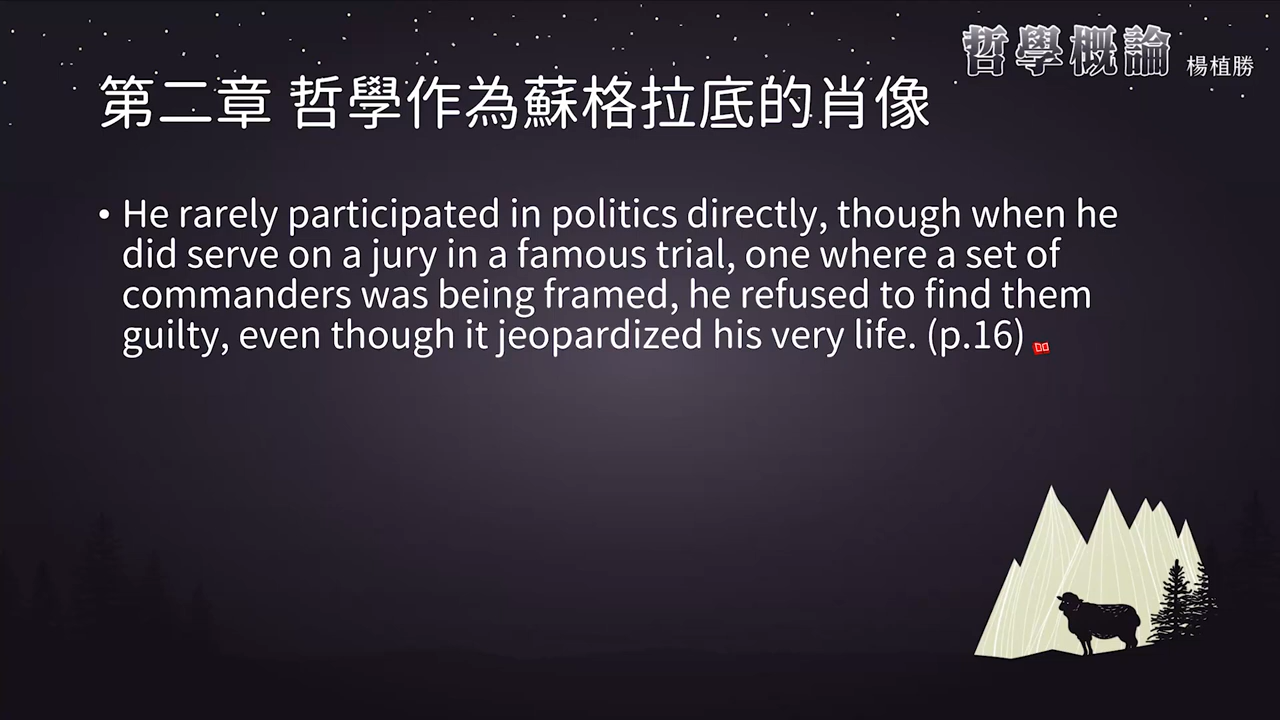 哲學概論 楊植勝
第二章 哲學作為蘇格拉底的肖像
• He rarely participated in politics directly, though when he
did serve on a jury in a famous trial, one where a set of
commanders was being framed, he refused to find them
guilty, even though it jeopardized his very life. (p.16)